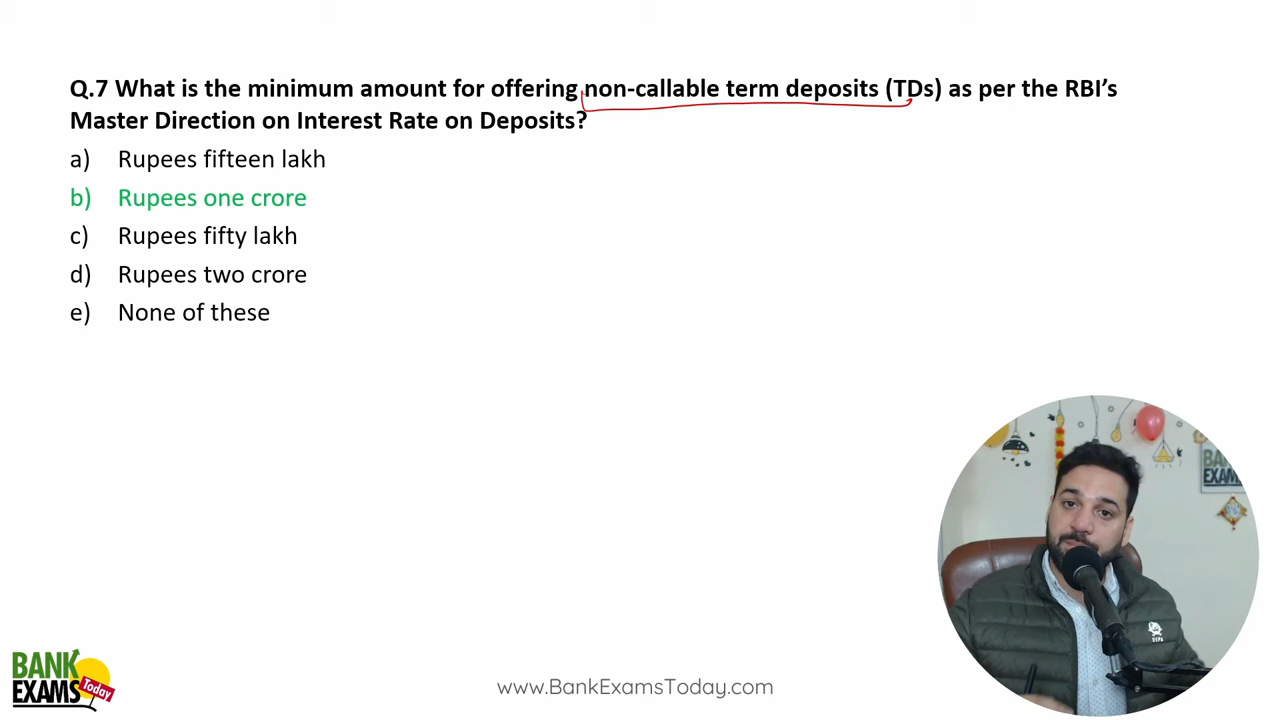 Q.7 What is the minimum amount for offering non-callable term deposits (TDs) as per the RBI’s
Master Direction on Interest Rate on Deposits?
a) Rupees fifteen lakh
b) Rupees one crore
c) Rupees fifty lakh
d) Rupees two crore
e) None of these
BANK
EXAM
BANK
EXAMS
Today
www.BankExamsToday.com